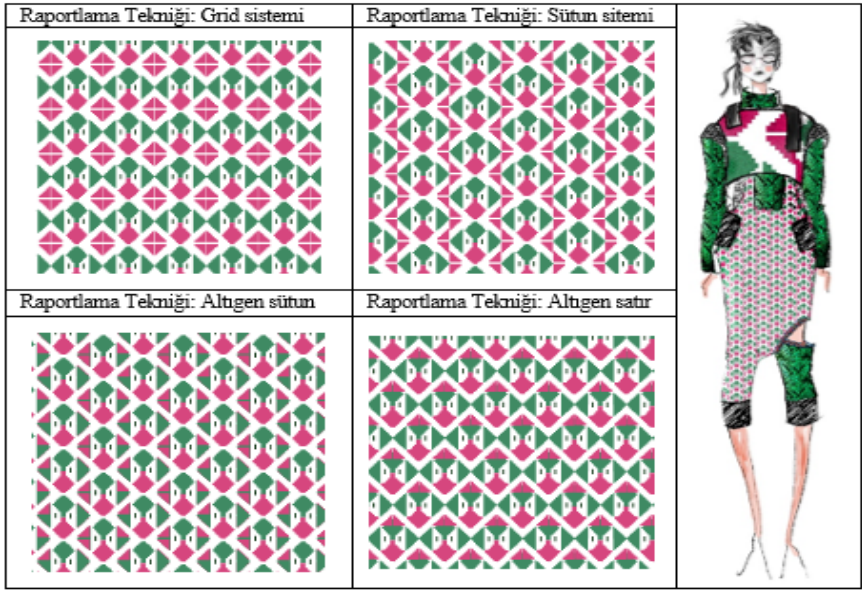 Raportlama Tekniği: Grid sistemi
Raportlama Tekniği: Sütun sitemi
Raportlama Tekniği: Altıgen sütun
Raportlama Tekniği: Altıgen satır